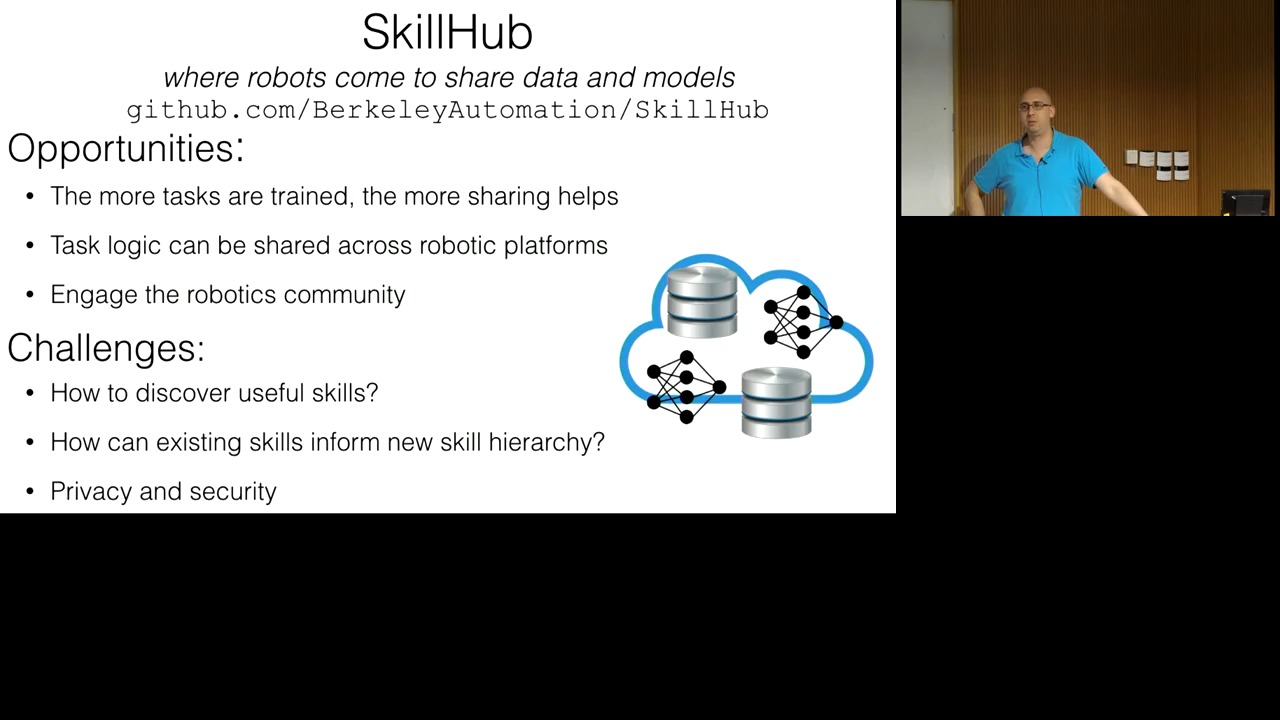 SkillHub
where robots come to share data and models
github.com/BerkeleyAutomation/SkillHub
Opportunities:
• The more tasks are trained, the more sharing helps
• Task logic can be shared across robotic platforms
• Engage the robotics community
Challenges:
• How to discover useful skills?
• How can existing skills inform new skill hierarchy?
• Privacy and security